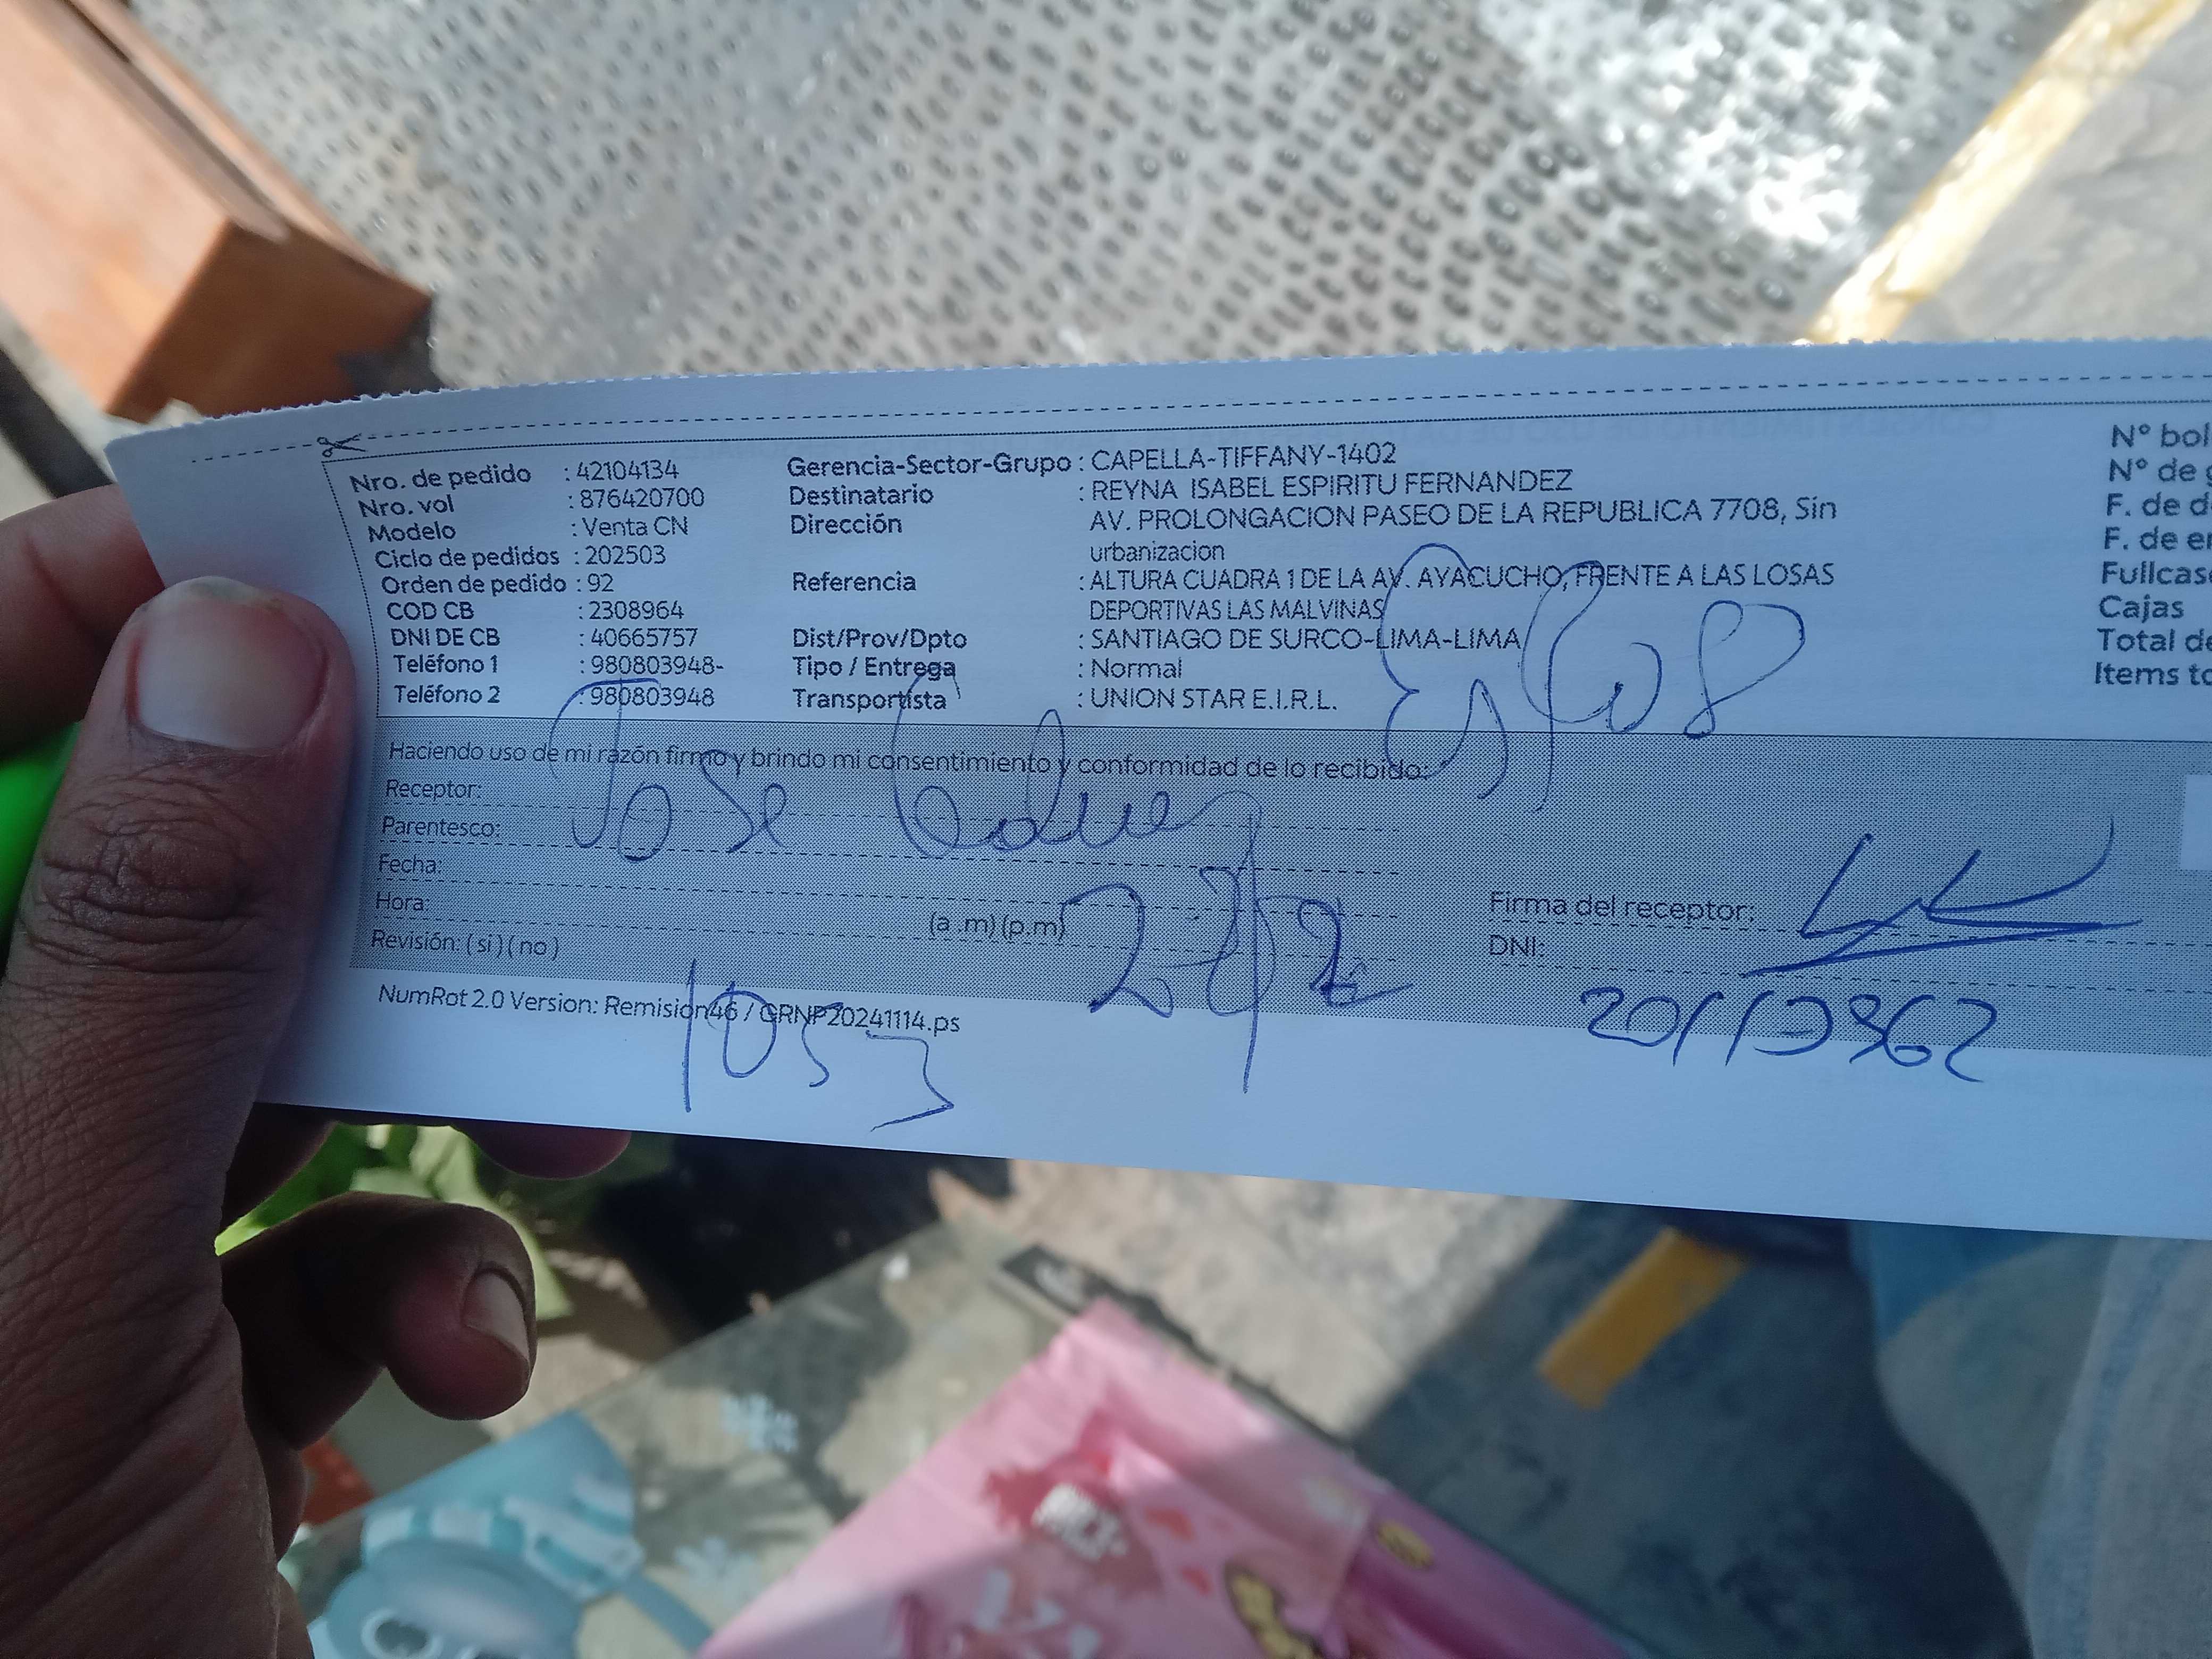 Nro. de pedido : 42104134
Nro. vol : 876420700
Modelo : Venta CN
Ciclo de pedidos : 202503
Orden de pedido : 92
COD CB : 2308964
DNI DE CB : 40665757
Teléfono 1 : 980803948-
Teléfono 2 : 980803948
Gerencia-Sector-Grupo : CAPELLA-TIFFANY-1402
Destinatario : REYNA ISABEL ESPIRITU FERNANDEZ
Dirección AV. PROLONGACION PASEO DE LA REPUBLICA 7708, Sin
urbanizacion
Referencia : ALTURA CUADRA 1 DE LA AV. AYACUCHO, FRENTE A LAS LOSAS
DEPORTIVAS LAS MALVINAS
Dist/Prov/Dpto : SANTIAGO DE SURCO-LIMA-LIMA
Tipo / Entrega : Normal
Transportista : UNION STAR E.I.R.L.
N° bol
N° de g
F. de d
F. de en
Fullcas
Cajas
Total de
Items to
Haciendo uso de mi razón firmo y brindo mi consentimiento y conformidad de lo recibido:
Receptor:
Jose
Parentesco:
Fecha:
Hora: (a .m) (p.m)
Revisión: ( si ) ( no )
Firma del receptor:
DNI:
NumRot 2.0 Version: Remision46 / GRNP20241114.ps